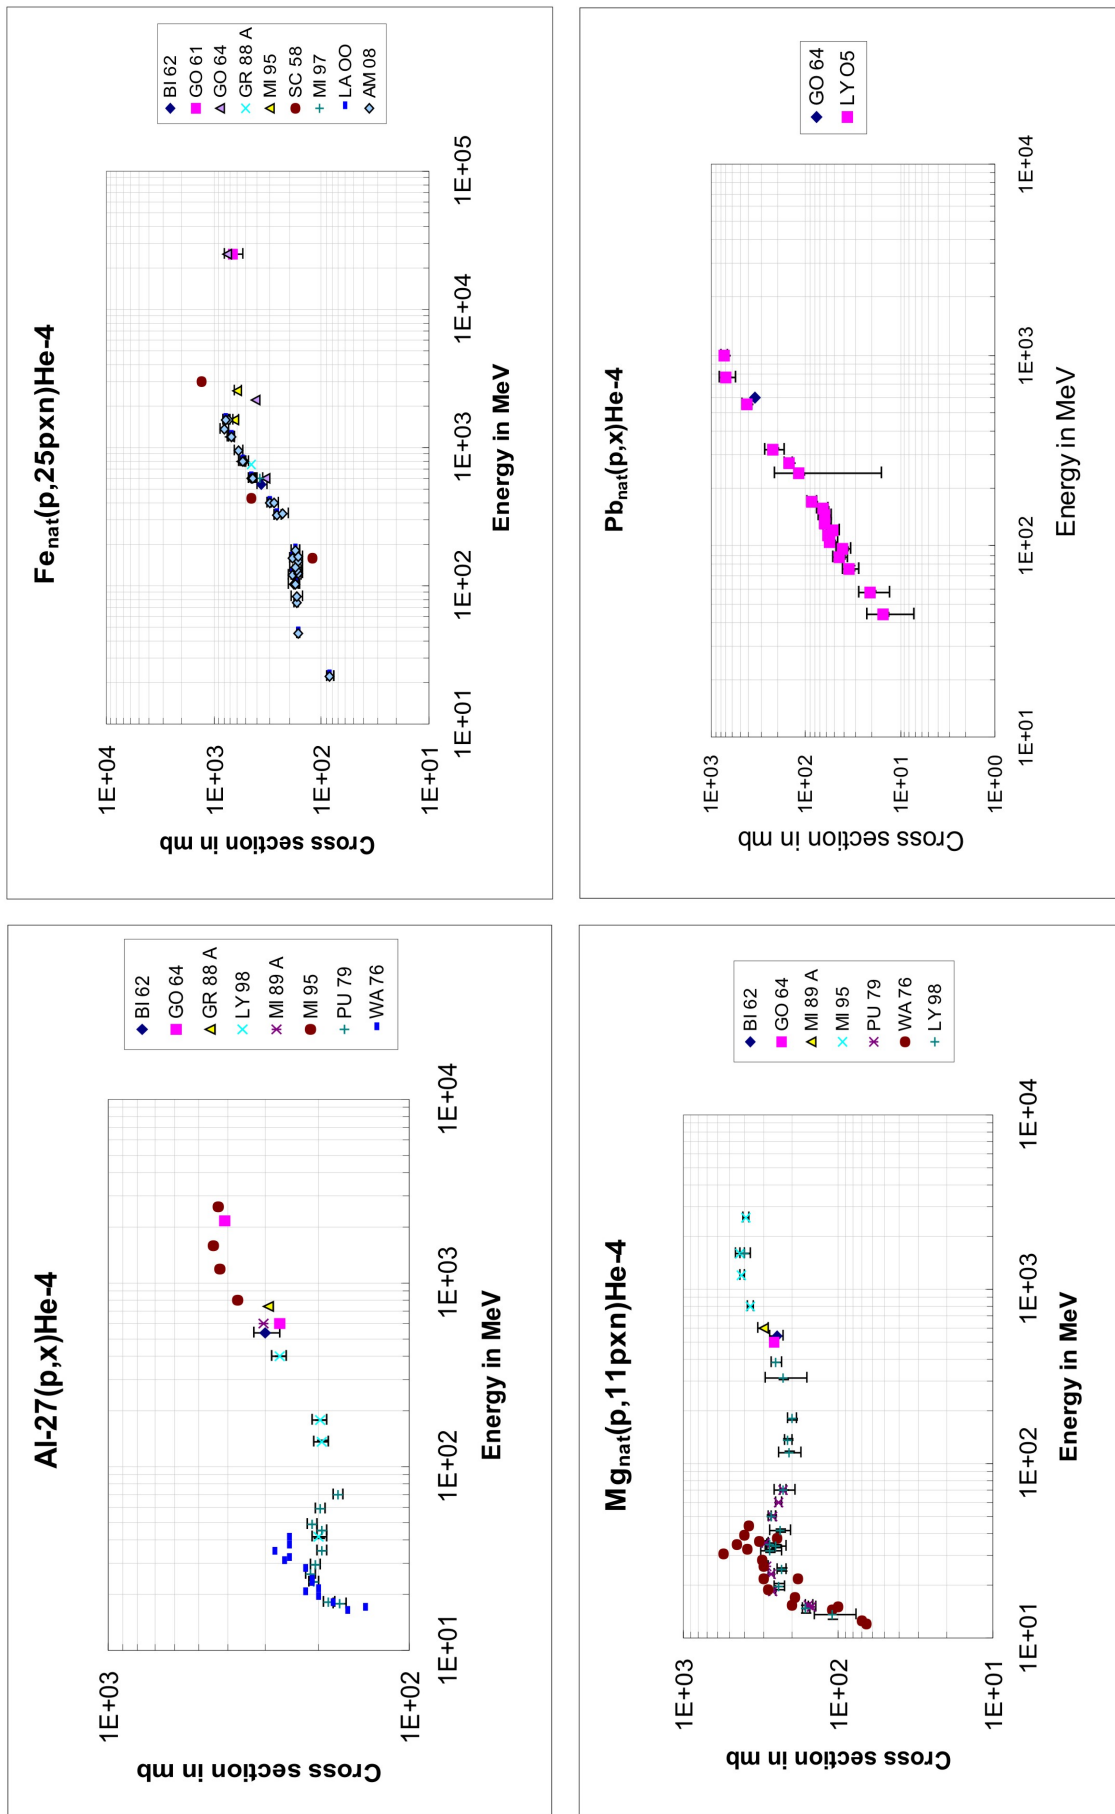 Al-27(p,x)He-4
1E+03
1E+02
Cross section in mb
1E+01
1E+02
1E+03
1E+04
Energy in MeV
BI 62
GO 64
GR 88 A
LY 98
MI 89 A
MI 95
PU 79
WA 76
Fenat(p,25pxn)He-4
1E+04
1E+03
1E+02
1E+01
Cross section in mb
1E+01
1E+02
1E+03
1E+04
1E+05
Energy in MeV
BI 62
GO 61
GO 64
GR 88 A
MI 95
SC 58
MI 97
LA OO
AM 08
Mgnat(p,11pxn)He-4
1E+03
1E+02
1E+01
Cross section in mb
1E+01
1E+02
1E+03
1E+04
Energy in MeV
BI 62
GO 64
MI 89 A
MI 95
PU 79
WA 76
LY 98
Pbnat(p,x)He-4
1E+03
1E+02
1E+01
1E+00
Cross section in mb
1E+01
1E+02
1E+03
1E+04
Energy in MeV
GO 64
LY O5